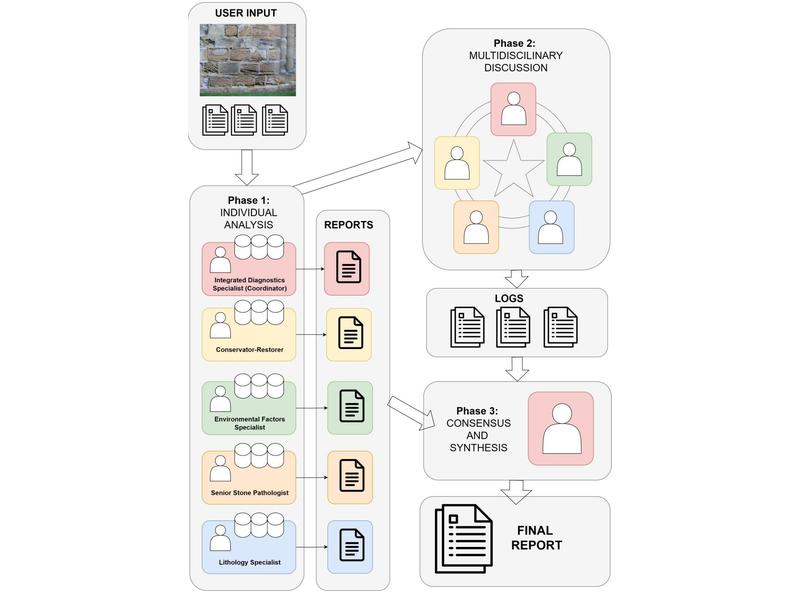 USER INPUT
Phase 1:
INDIVIDUAL
ANALYSIS
Integrated Diagnostics
Specialist (Coordinator)
Conservator-Restorer
Environmental Factors
Specialist
Senior Stone Pathologist
Lithology Specialist
REPORTS
Phase 2:
MULTIDISCILINARY
DISCUSSION
LOGS
Phase 3:
CONSENSUS
AND
SYNTHESIS
FINAL
REPORT